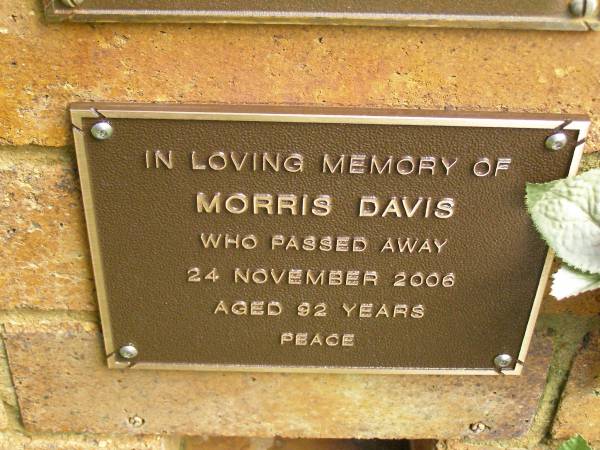 IN LOVING MEMORY OF
MORRIS DAVIS
WHO PASSED AWAY
24 NOVEMBER 2006
AGED 92 YEARS
PEACE